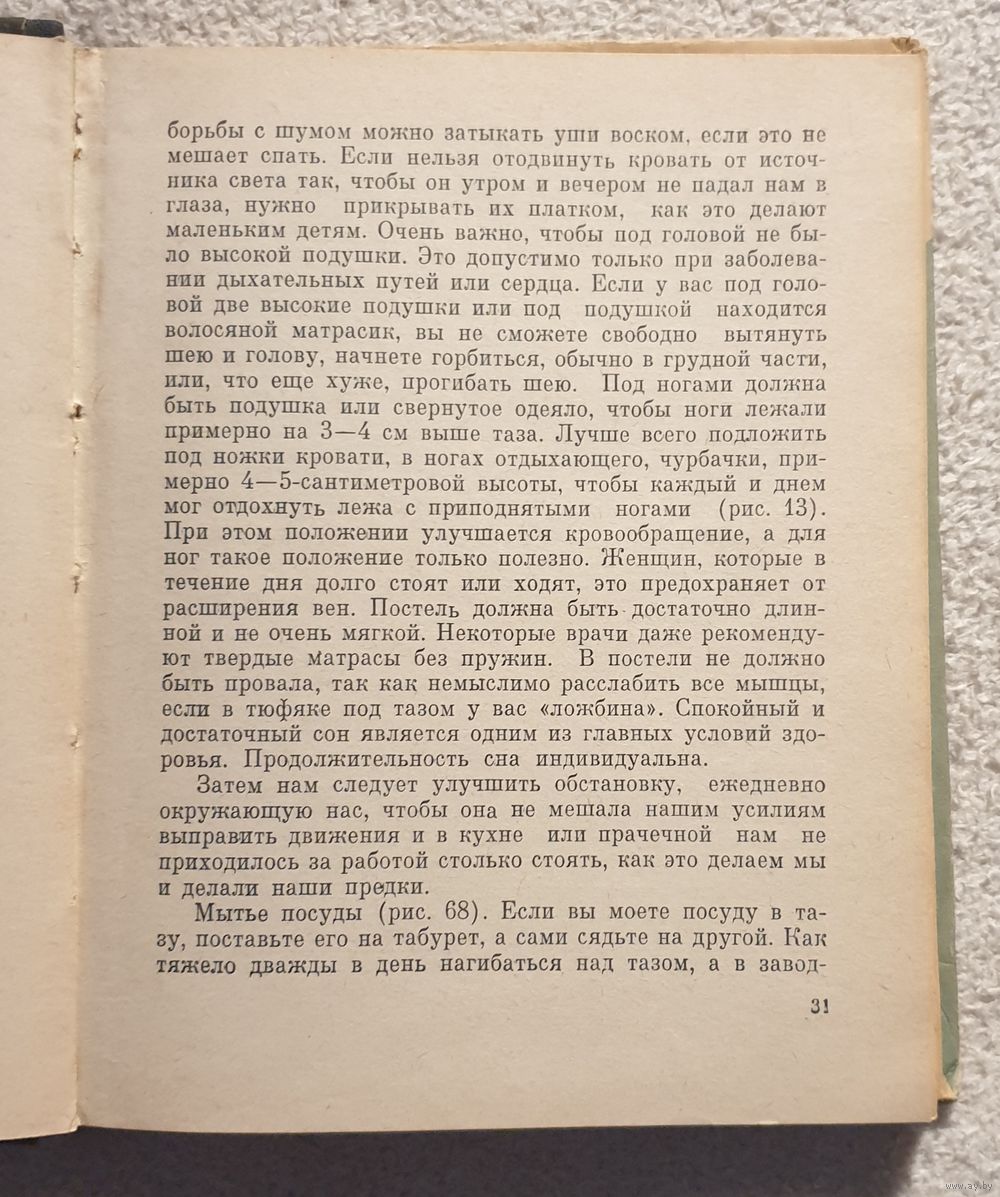 борьбы с шумом можно затыкать уши воском, если это не
мешает спать. Если нельзя отодвинуть кровать от источ-
ника света так, чтобы он утром и вечером не падал нам в
глаза, нужно прикрывать их платком, как это делают
маленьким детям. Очень важно, чтобы под головой не бы-
ло высокой подушки. Это допустимо только при заболева-
нии дыхательных путей или сердца. Если у вас под голо-
вой две высокие подушки или под подушкой находится
волосяной матрасик, вы не сможете свободно вытянуть
шею и голову, начнете горбиться, обычно в грудной части,
или, что еще хуже, прогибать шею. Под ногами должна
быть подушка или свернутое одеяло, чтобы ноги лежали
примерно на 3—4 см выше таза. Лучше всего подложить
под ножки кровати, в ногах отдыхающего, чурбачки, при-
мерно 4—5-сантиметровой высоты, чтобы каждый и днем
мог отдохнуть лежа с приподнятыми ногами (рис. 13).
При этом положении улучшается кровообращение, а для
ног такое положение только полезно. Женщин, которые в
течение дня долго стоят или ходят, это предохраняет от
расширения вен. Постель должна быть достаточно длин-
ной и не очень мягкой. Некоторые врачи даже рекоменду-
ют твердые матрасы без пружин. В постели не должно
быть провала, так как немыслимо расслабить все мышцы,
если в тюфяке под тазом у вас «ложбина». Спокойный и
достаточный сон является одним из главных условий здо-
ровья. Продолжительность сна индивидуальна.
Затем нам следует улучшить обстановку, ежедневно
окружающую нас, чтобы она не мешала нашим усилиям
выправить движения и в кухне или прачечной нам не
приходилось за работой столько стоять, как это делаем мы
и делали наши предки.
Мытье посуды (рис. 68). Если вы моете посуду в та-
зу, поставьте его на табурет, а сами сядьте на другой. Как
тяжело дважды в день нагибаться над тазом, а в завод-
31
www.ay.by